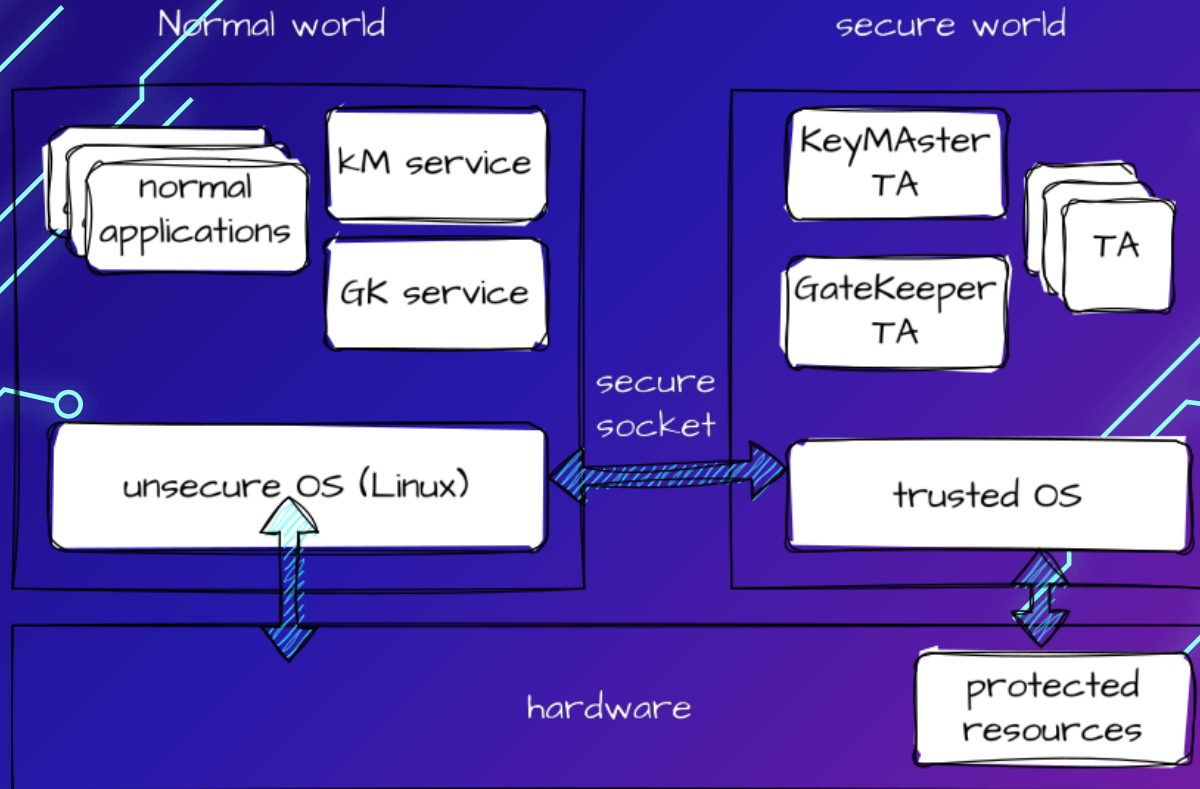 Normal world
secure world
normal
applications
kM service
GK service
KeyMAster
TA
GateKeeper
TA
TA
secure
socket
unsecure OS (Linux)
trusted OS
hardware
protected
resources